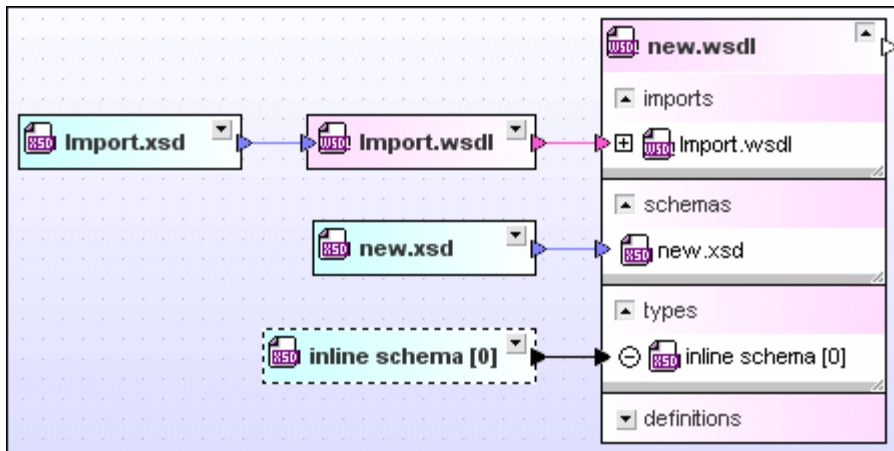 new.wsdl
imports
Import.xsd
Import.wsdl
Import.wsdl
schemas
new.xsd
new.xsd
types
inline schema [0]
inline schema [0]
definitions